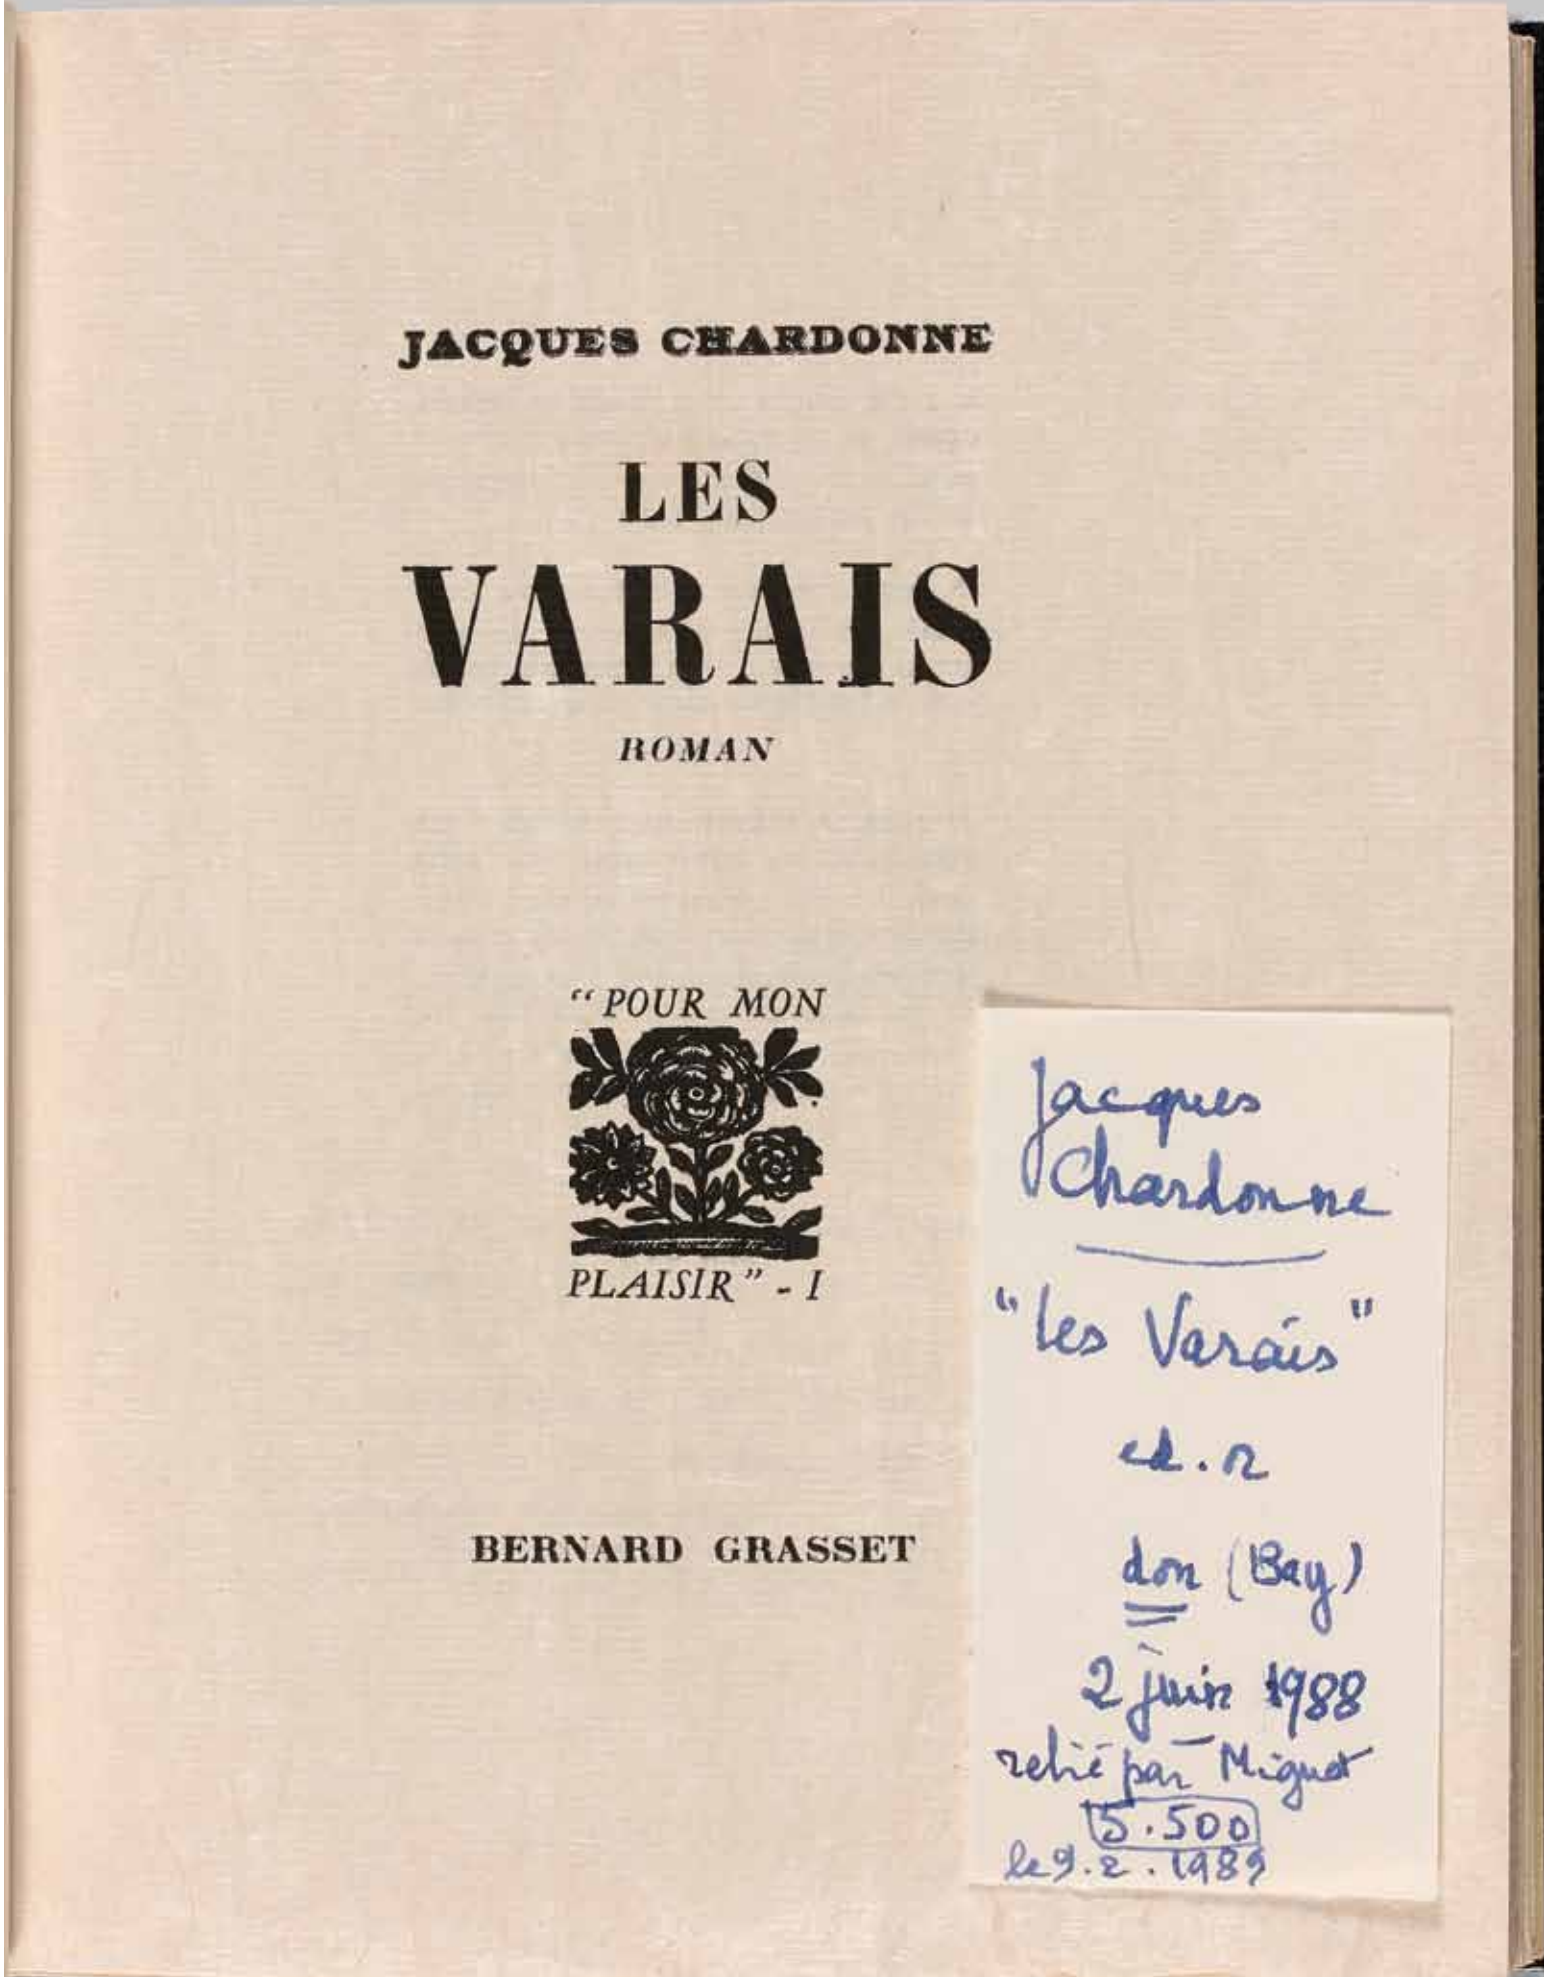 JACQUES CHARDONNE
LES
VARAIS
ROMAN
"POUR MON
PLAISIR" - I
BERNARD GRASSET
Jacques
Chardonne
"les Varais"
ed. o
don (Bay)
2 juin 1988
relié par Miguet
5.500
le 9.2.1989